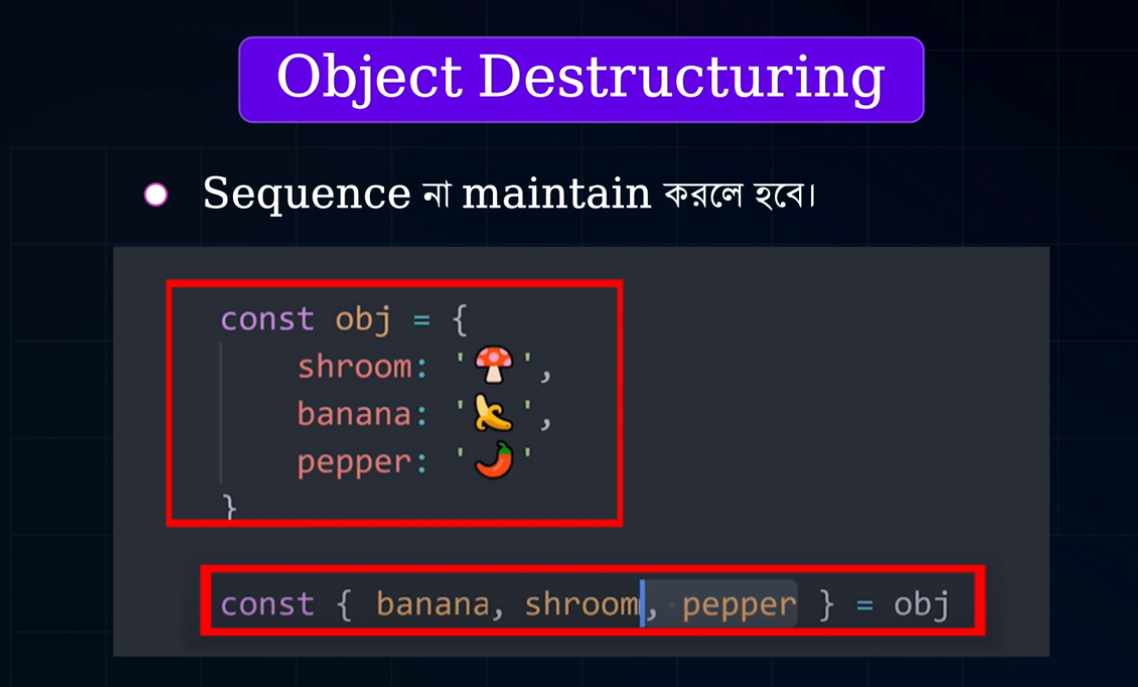 Object Destructuring
Sequence না maintain করলে হবে।
const obj = {
shroom: '🍄',
banana: '🍌',
pepper: '🌶️'
}
const { banana, shroom, pepper } = obj